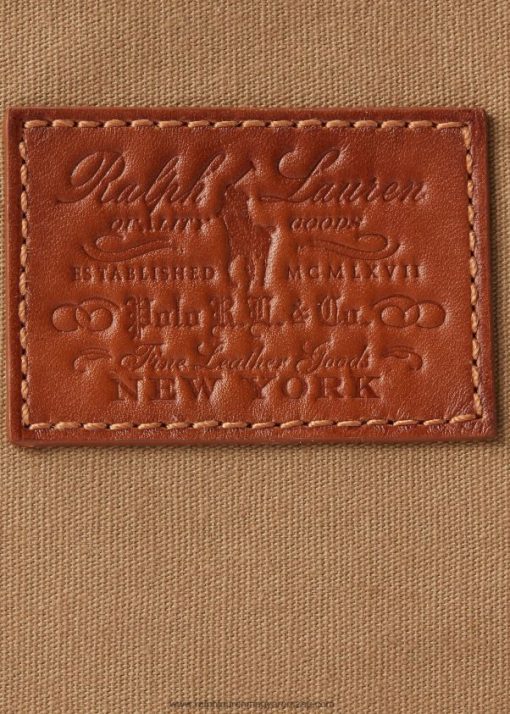 Ralph Lauren
QUALITY GOODS
ESTABLISHED MCMLXVII
Polo R.L. & Co.
Fine Leather Goods
NEW YORK